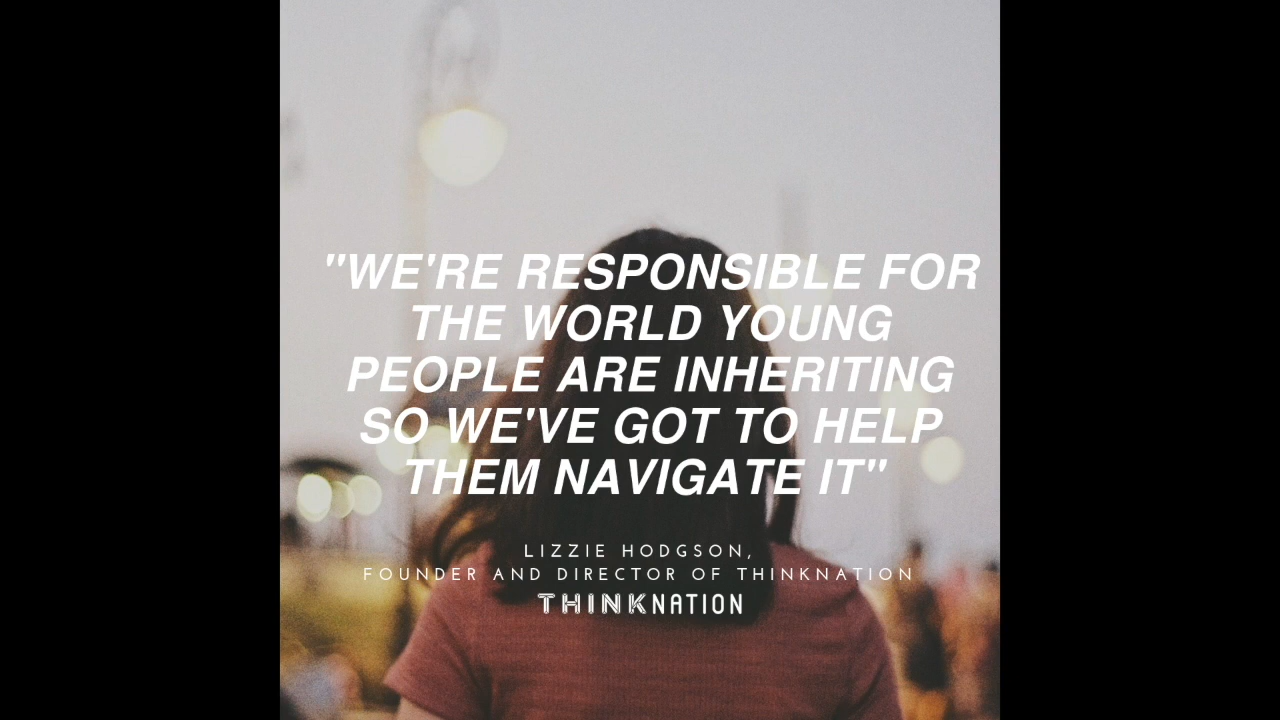 "WE'RE RESPONSIBLE FOR
THE WORLD YOUNG
PEOPLE ARE INHERITING
SO WE'VE GOT TO HELP
THEM NAVIGATE IT"
LIZZIE HODGSON,
FOUNDER AND DIRECTOR OF THINKNATION
THINKNATION